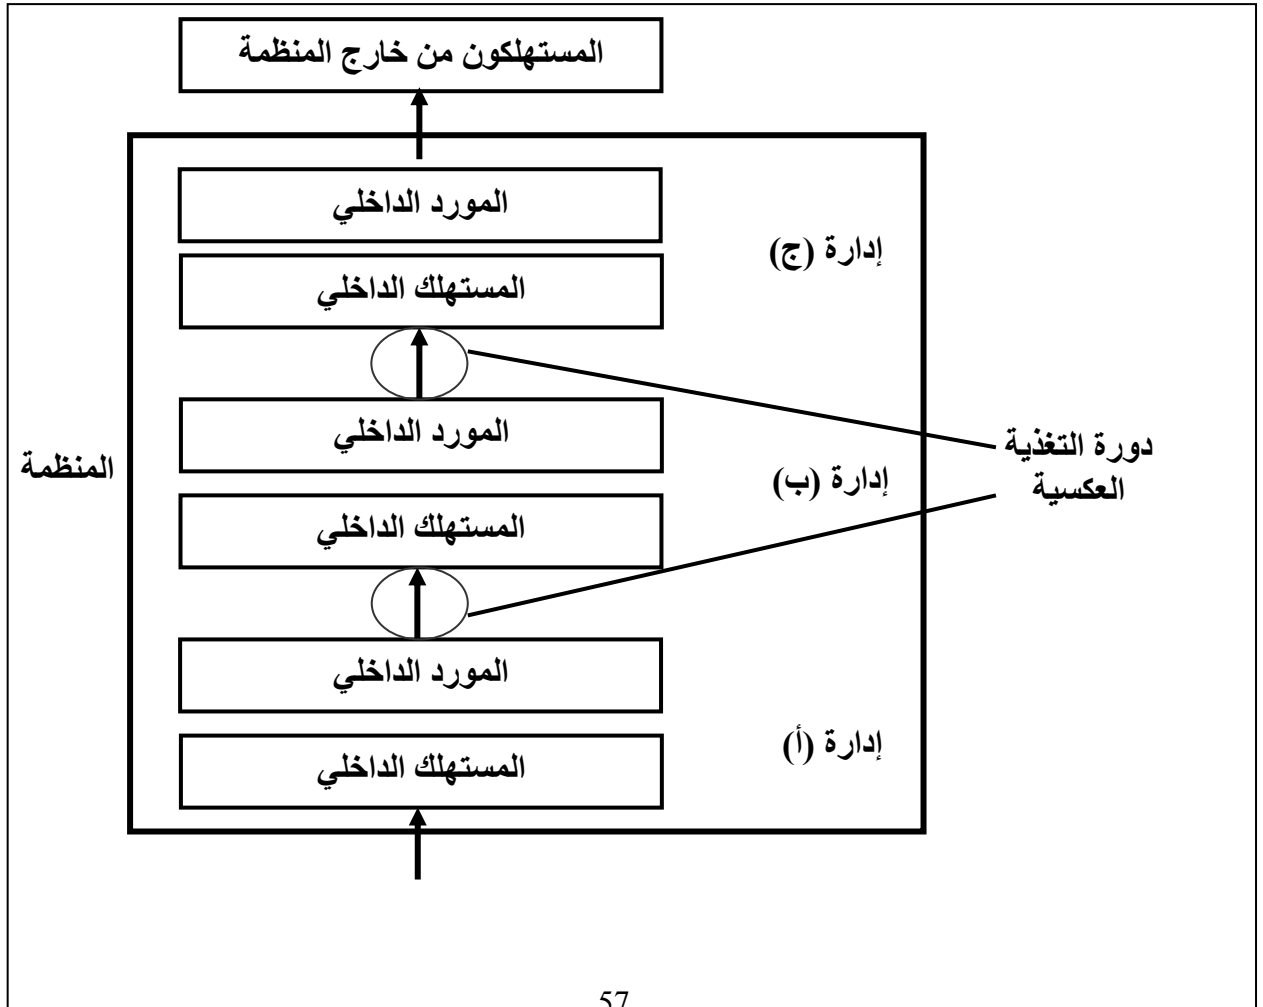 المستهلكون من خارج المنظمة
المورد الداخلي
إدارة (ج)
المستهلك الداخلي
المورد الداخلي
دورة التغذية
العكسية
إدارة (ب)
المنظمة
المستهلك الداخلي
المورد الداخلي
إدارة (أ)
المستهلك الداخلي
57